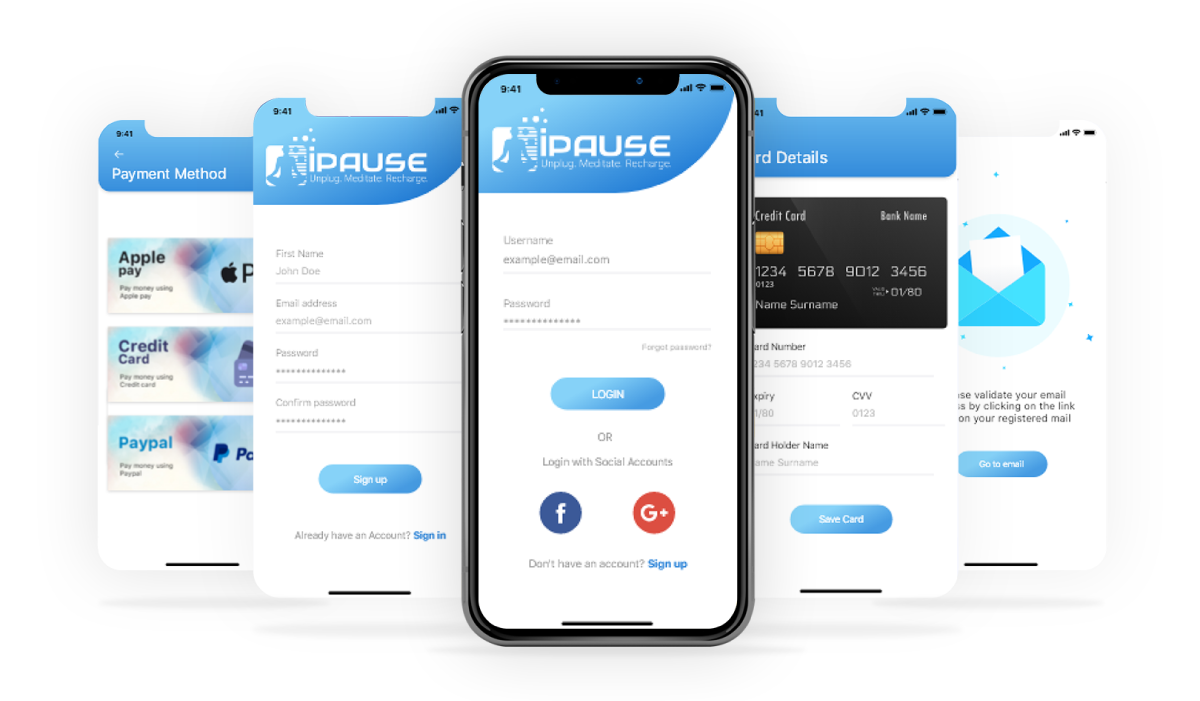 9:41
Payment Method
Apple
pay
Pay money using
Apple pay
P
Credit
Card
Pay money using
Credit card
Paypal
Pay money using
Paypal
Pa
9:41
iPAUSE
Unplug. Meditate. Recharge.
First Name
John Doe
Email address
example@email.com
Password
**************
Confirm password
**************
Sign up
Already have an Account? Sign in
9:41
iPAUSE
Unplug. Meditate. Recharge.
Username
example@email.com
Password
**************
Forgot password?
LOGIN
OR
Login with Social Accounts
f
G+
Don't have an account? Sign up
41
rd Details
Credit Card Bank Name
1234 5678 9012 3456
0123
01/80
Name Surname
ard Number
234 5678 9012 3456
xpiry CVV
1/80 0123
ard Holder Name
ame Surname
Save Card
se validate your email
ss by clicking on the link
on your registered mail
Go to email